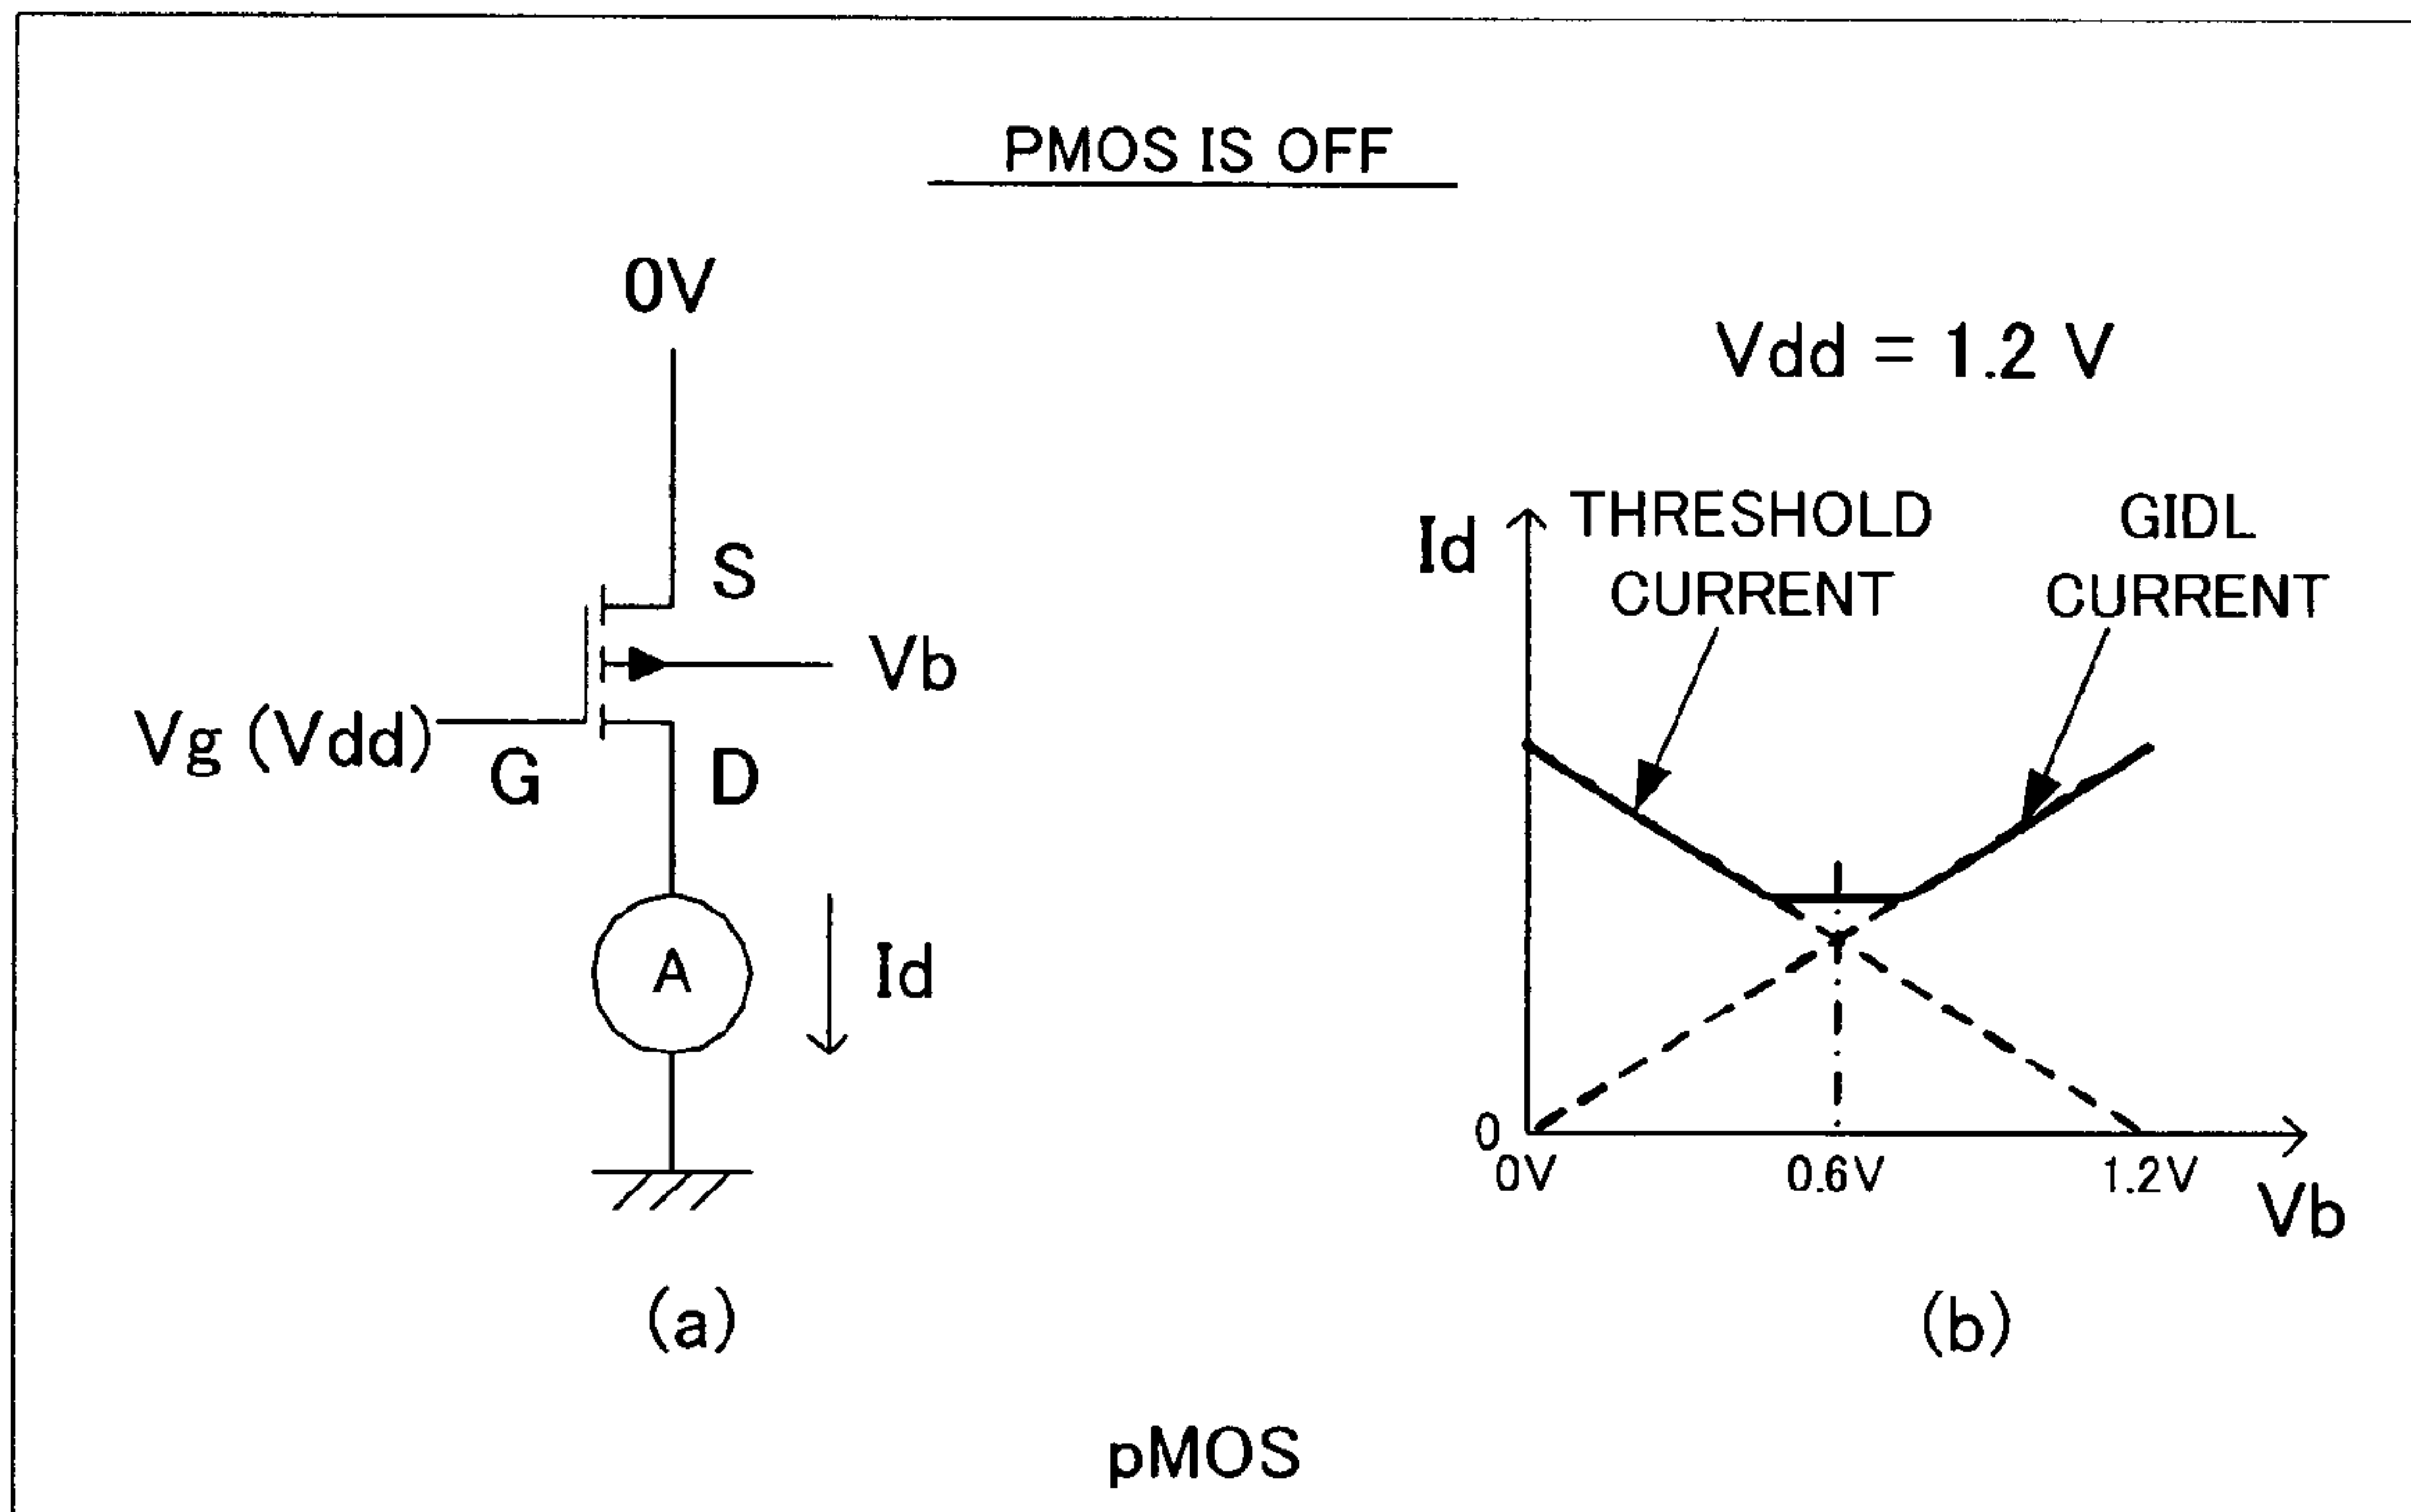 PMOS IS OFF
0V
S
Vb
Vg (Vdd)
G
D
A
Id
(a)
Vdd = 1.2 V
Id
THRESHOLD
CURRENT
GIDL
CURRENT
0
0V
0.6V
1.2V
Vb
(b)
pMOS